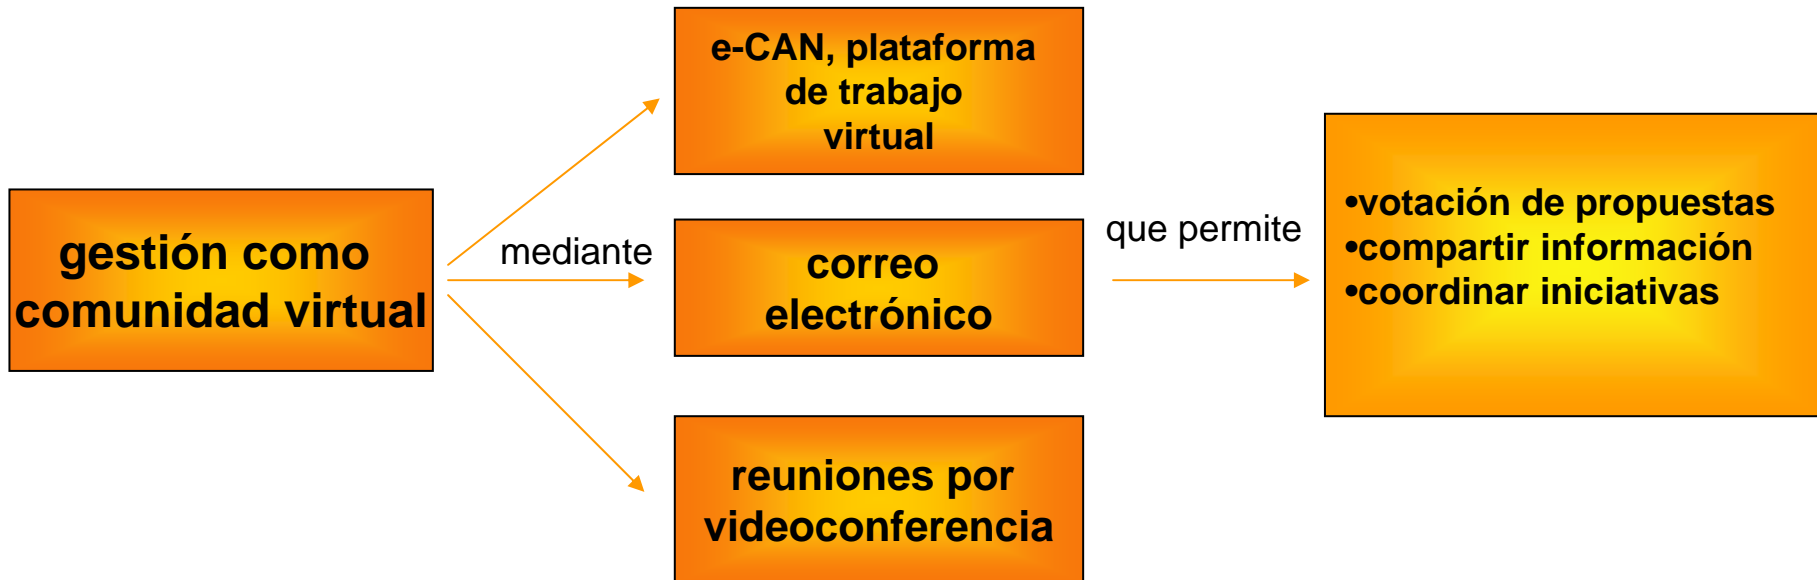 gestión como
comunidad virtual
mediante
e-CAN, plataforma
de trabajo
virtual
correo
electrónico
reuniones por
videoconferencia
que permite
•votación de propuestas
•compartir información
•coordinar iniciativas